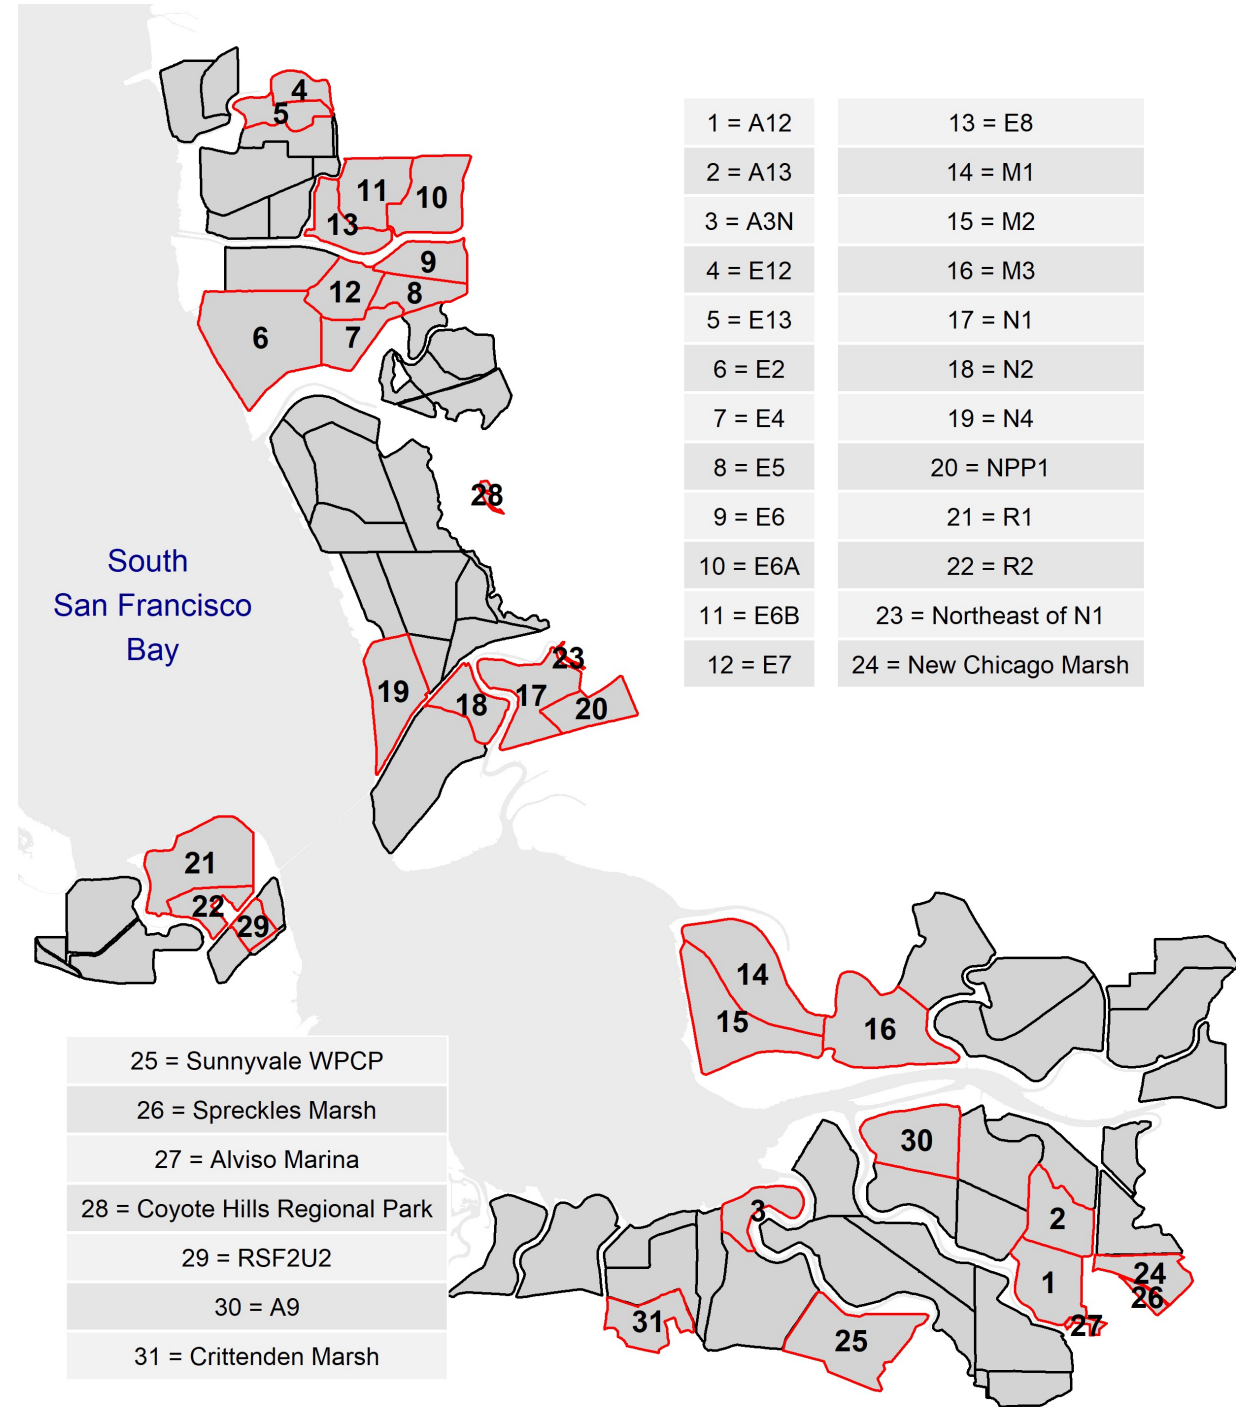 4
5
11
10
13
9
12
8
6
7
28
South
San Francisco
Bay
23
19
18
17
20
21
22
29
14
15
16
30
3
2
1
24
26
27
31
25
1 = A12
2 = A13
3 = A3N
4 = E12
5 = E13
6 = E2
7 = E4
8 = E5
9 = E6
10 = E6A
11 = E6B
12 = E7
13 = E8
14 = M1
15 = M2
16 = M3
17 = N1
18 = N2
19 = N4
20 = NPP1
21 = R1
22 = R2
23 = Northeast of N1
24 = New Chicago Marsh
25 = Sunnyvale WPCP
26 = Spreckles Marsh
27 = Alviso Marina
28 = Coyote Hills Regional Park
29 = RSF2U2
30 = A9
31 = Crittenden Marsh